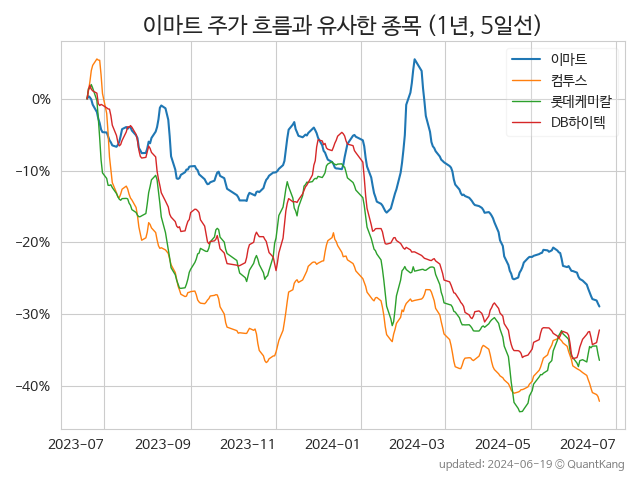 이마트 주가 흐름과 유사한 종목 (1년, 5일선)
이마트
컴투스
롯데케미칼
DB하이텍
0%
−10%
−20%
−30%
−40%
2023-07
2023-09
2023-11
2024-01
2024-03
2024-05
2024-07
updated: 2024-06-19 © QuantKang